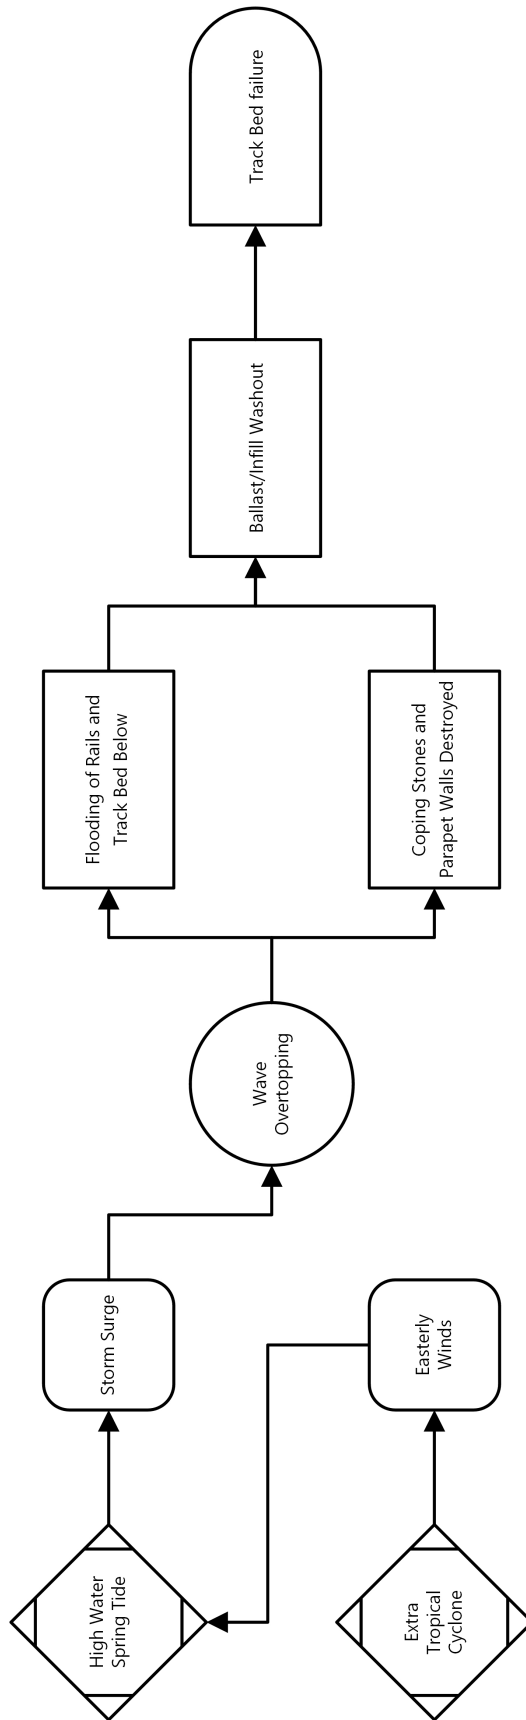 High Water
Spring Tide
Storm Surge
Extra
Tropical
Cyclone
Easterly
Winds
Wave
Overtopping
Flooding of Rails and
Track Bed Below
Coping Stones and
Parapet Walls Destroyed
Ballast/Infill Washout
Track Bed failure